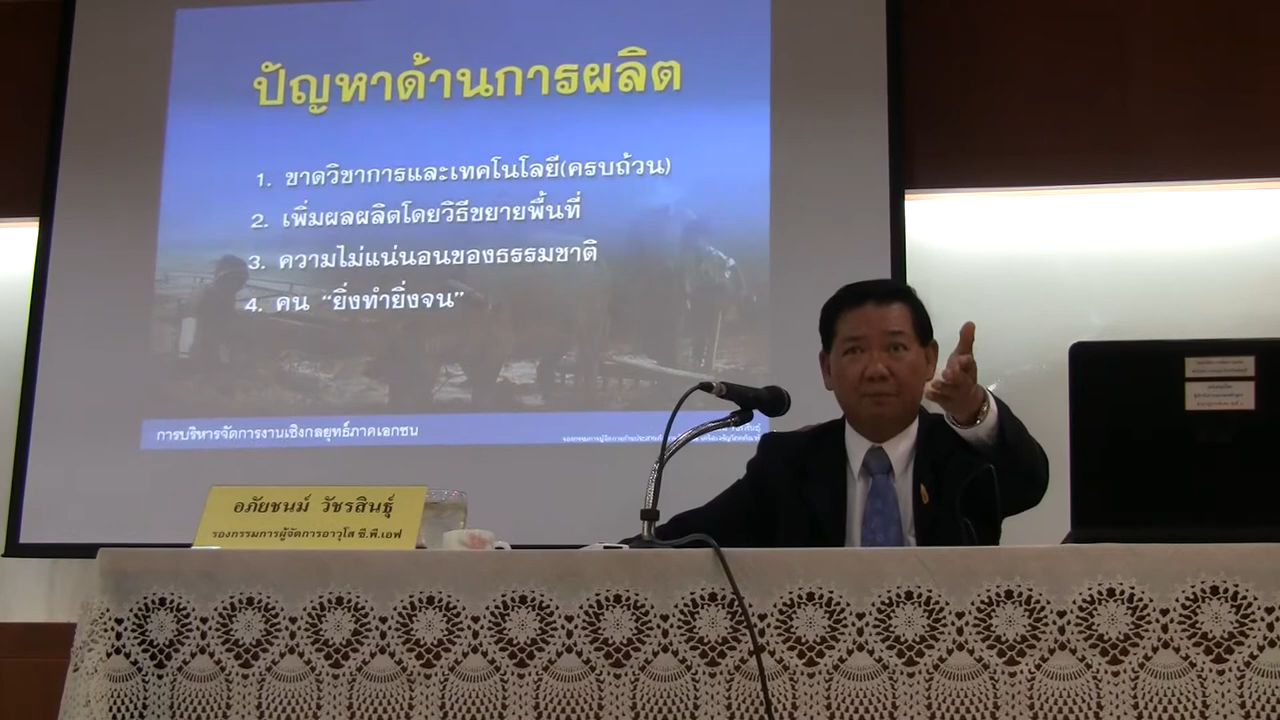 ปัญหาด้านการผลิต
1. ขาดวิชาการและเทคโนโลยี(ครบถ้วน)
2. เพิ่มผลผลิตโดยวิธีขยายพื้นที่
3. ความไม่แน่นอนของธรรมชาติ
4. คน “ยิ่งทำยิ่งจน”
การบริหารจัดการงานเชิงกลยุทธ์ภาคเอกชน
อภัยชนม์ วัชรสินธุ์
รองกรรมการผู้จัดการอาวุโส ซี.พี.เอฟ